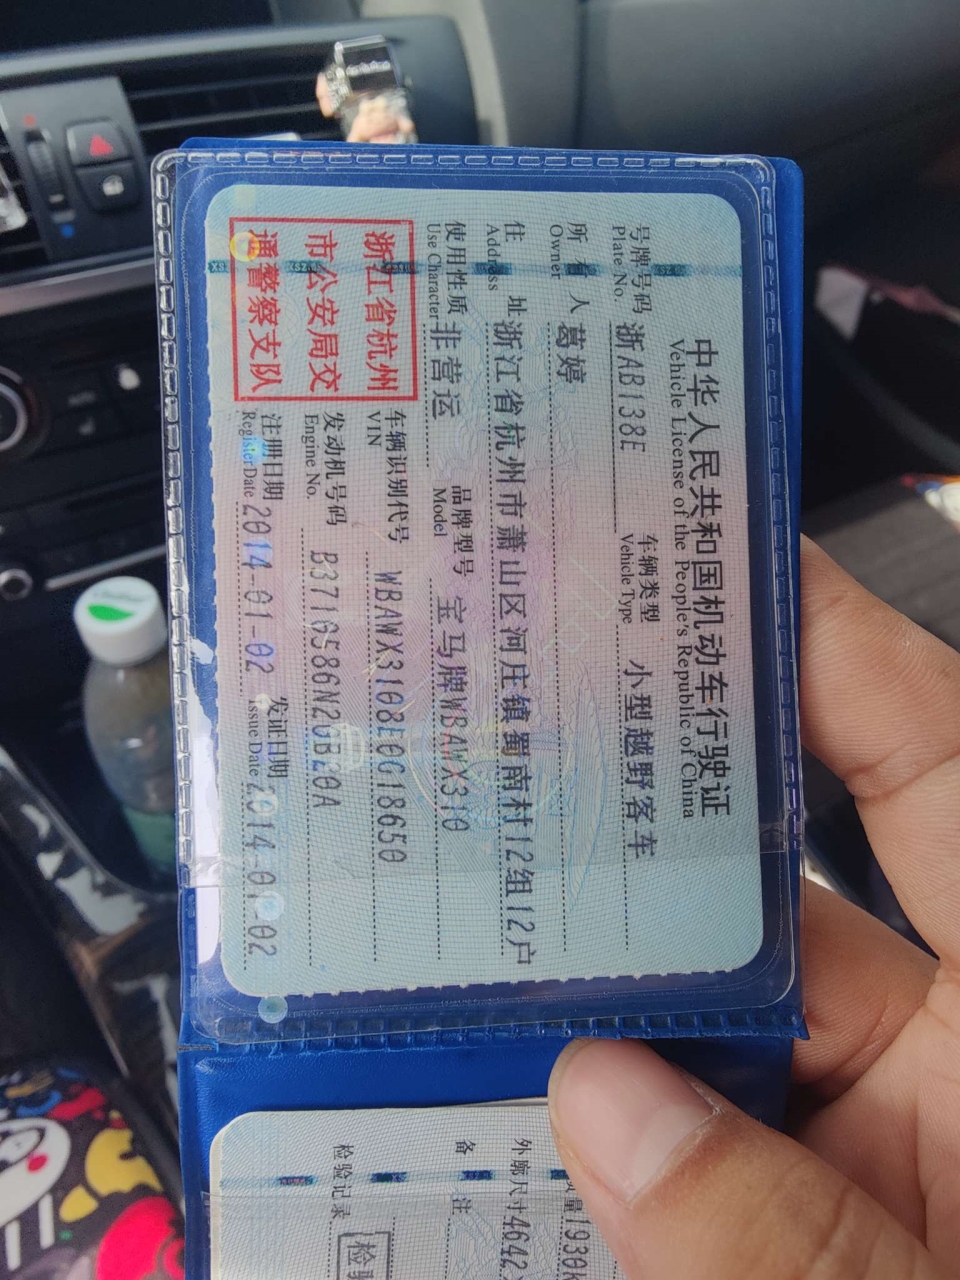 中华人民共和国机动车行驶证
Vehicle License of the People's Republic of China
号牌号码 浙AB138E 车辆类型 小型越野客车
Plate No. Vehicle Type
所有人 葛婷
Owner
住址 浙江省杭州市萧山区河庄镇蜀南村12组12户
Address
使用性质 非营运 品牌型号 宝马牌WBAWX310
Use Character Model
浙江省杭州
市公安局交
通警察支队
车辆识别代号 WBAWX3108E0G18650
VIN
发动机号码 B3710586N20B20A
Engine No.
注册日期 2014-01-02 发证日期 2014-01-02
Register Date Issue Date
质量 1930k
外廓尺寸 4642×
备注
检验记录
检验